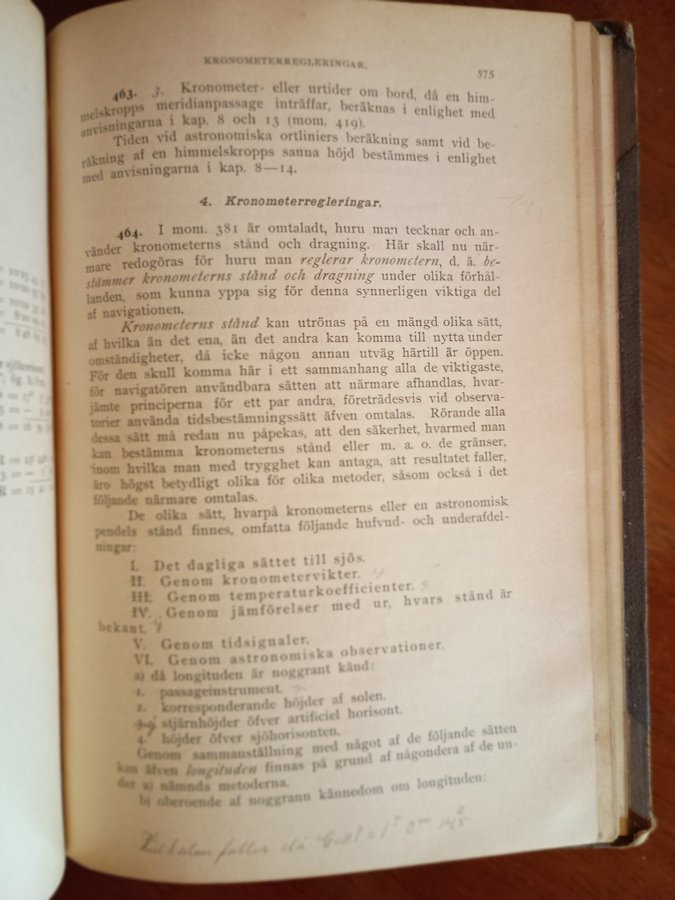 KRONOMETERREGLERINGAR.
575
463. 3. Kronometer- eller urtider om bord, då en him-
melskropps meridianpassage inträffar, beräknas i enlighet med
anvisningarna i kap. 8 och 13 (mom. 419).
Tiden vid astronomiska ortliniers beräkning samt vid be-
räkning af en himmelskropps sanna höjd bestämmes i enlighet
med anvisningarna i kap. 8—14.
4. Kronometerregleringar.
464. I mom. 381 är omtaladt, huru man tecknar och an-
vänder kronometerns stånd och dragning. Här skall nu när-
mare redogöras för huru man reglerar kronometern, d. ä. be-
stämmer kronometerns stånd och dragning under olika förhål-
landen, som kunna yppa sig för denna synnerligen viktiga del
af navigationen.
Kronometerns stånd kan utrönas på en mängd olika sätt,
af hvilka än det ena, än det andra kan komma till nytta under
omständigheter, då icke någon annan utväg härtill är öppen.
För den skull komma här i ett sammanhang alla de viktigaste,
för navigatören användbara sätten att närmare afhandlas, hvar-
jämte principerna för ett par andra, företrädesvis vid observa-
torier använda tidsbestämningssätt äfven omtalas. Rörande alla
dessa sätt må redan nu påpekas, att den säkerhet, hvarmed man
kan bestämma kronometerns stånd eller m. a. o. de gränser,
inom hvilka man med trygghet kan antaga, att resultatet faller,
äro högst betydligt olika för olika metoder, såsom också i det
följande närmare omtalas.
De olika sätt, hvarpå kronometerns eller en astronomisk
pendels stånd finnes, omfatta följande hufvud- och underafdel-
ningar:
I. Det dagliga sättet till sjös.
II. Genom kronometervikter.
III. Genom temperaturkoefficienter.
IV. Genom jämförelser med ur, hvars stånd är
bekant.
V. Genom tidsignaler.
VI. Genom astronomiska observationer.
a) då longituden är noggrant känd:
1. passageinstrument.
2. korresponderande höjder af solen.
3. stjärnhöjder öfver artificiel horisont.
4. höjder öfver sjöhorisonten.
Genom sammanställning med något af de följande sätten
kan äfven longituden finnas på grund af någondera af de un-
der a) nämnda metoderna.
b) oberoende af noggrann kännedom om longituden: